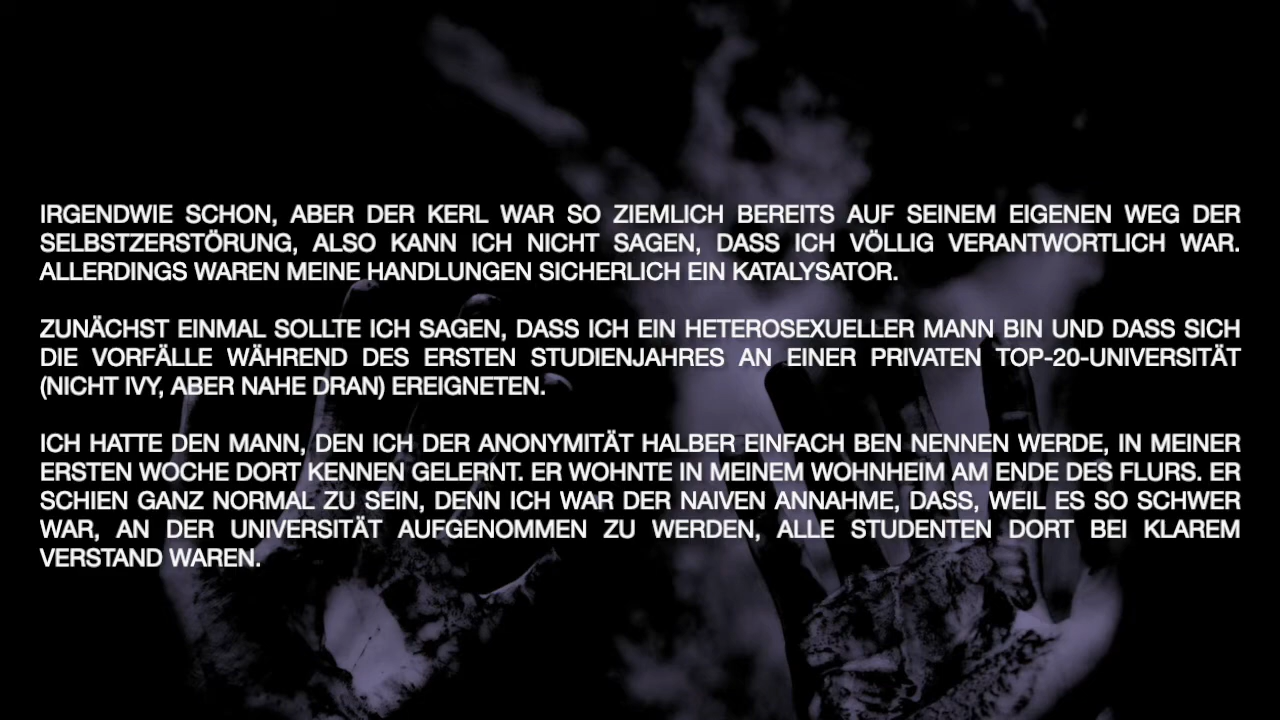 IRGENDWIE SCHON, ABER DER KERL WAR SO ZIEMLICH BEREITS AUF SEINEM EIGENEN WEG DER
SELBSTZERSTÖRUNG, ALSO KANN ICH NICHT SAGEN, DASS ICH VÖLLIG VERANTWORTLICH WAR.
ALLERDINGS WAREN MEINE HANDLUNGEN SICHERLICH EIN KATALYSATOR.
ZUNÄCHST EINMAL SOLLTE ICH SAGEN, DASS ICH EIN HETEROSEXUELLER MANN BIN UND DASS SICH
DIE VORFÄLLE WÄHREND DES ERSTEN STUDIENJAHRES AN EINER PRIVATEN TOP-20-UNIVERSITÄT
(NICHT IVY, ABER NAHE DRAN) EREIGNETEN.
ICH HATTE DEN MANN, DEN ICH DER ANONYMITÄT HALBER EINFACH BEN NENNEN WERDE, IN MEINER
ERSTEN WOCHE DORT KENNEN GELERNT. ER WOHNTE IN MEINEM WOHNHEIM AM ENDE DES FLURS. ER
SCHIEN GANZ NORMAL ZU SEIN, DENN ICH WAR DER NAIVEN ANNAHME, DASS, WEIL ES SO SCHWER
WAR, AN DER UNIVERSITÄT AUFGENOMMEN ZU WERDEN, ALLE STUDENTEN DORT BEI KLAREM
VERSTAND WAREN.